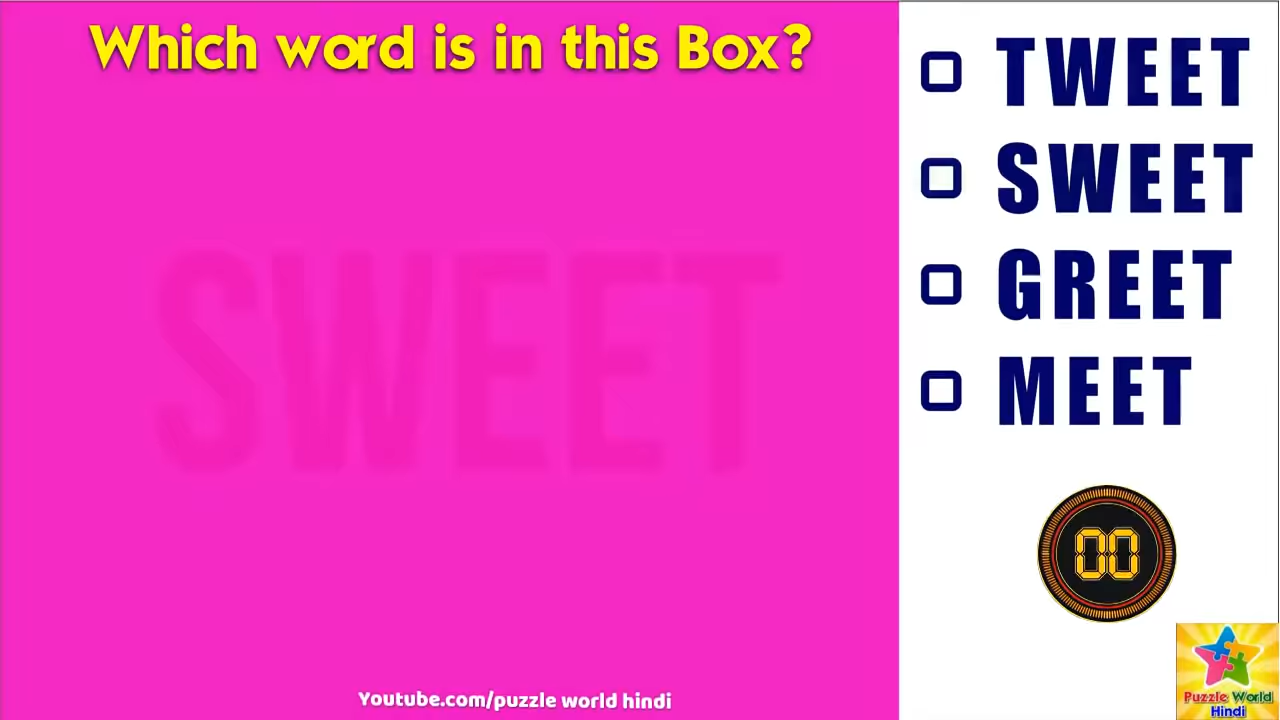 Which word is in this Box?
TWEET
SWEET
GREET
MEET
SWEET
00
Youtube.com/puzzle world hindi
Puzzle World
Hindi